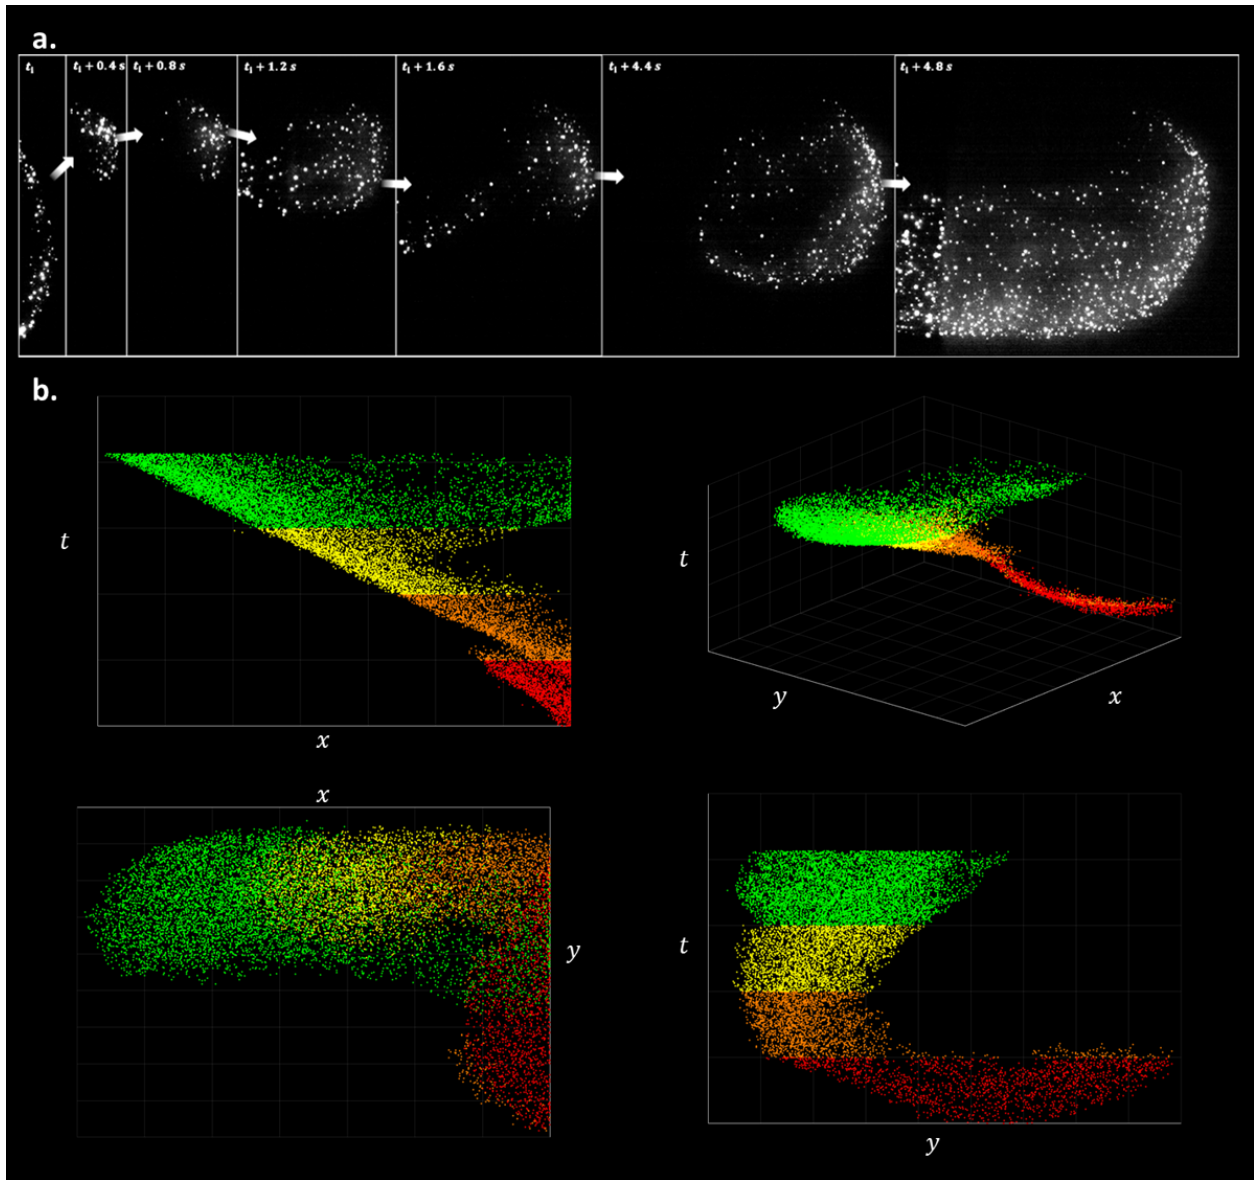 a.
t₁
t₁ + 0.4 s
t₁ + 0.8 s
t₁ + 1.2 s
t₁ + 1.6 s
t₁ + 4.4 s
t₁ + 4.8 s
b.
t
x
t
y
x
x
y
t
y